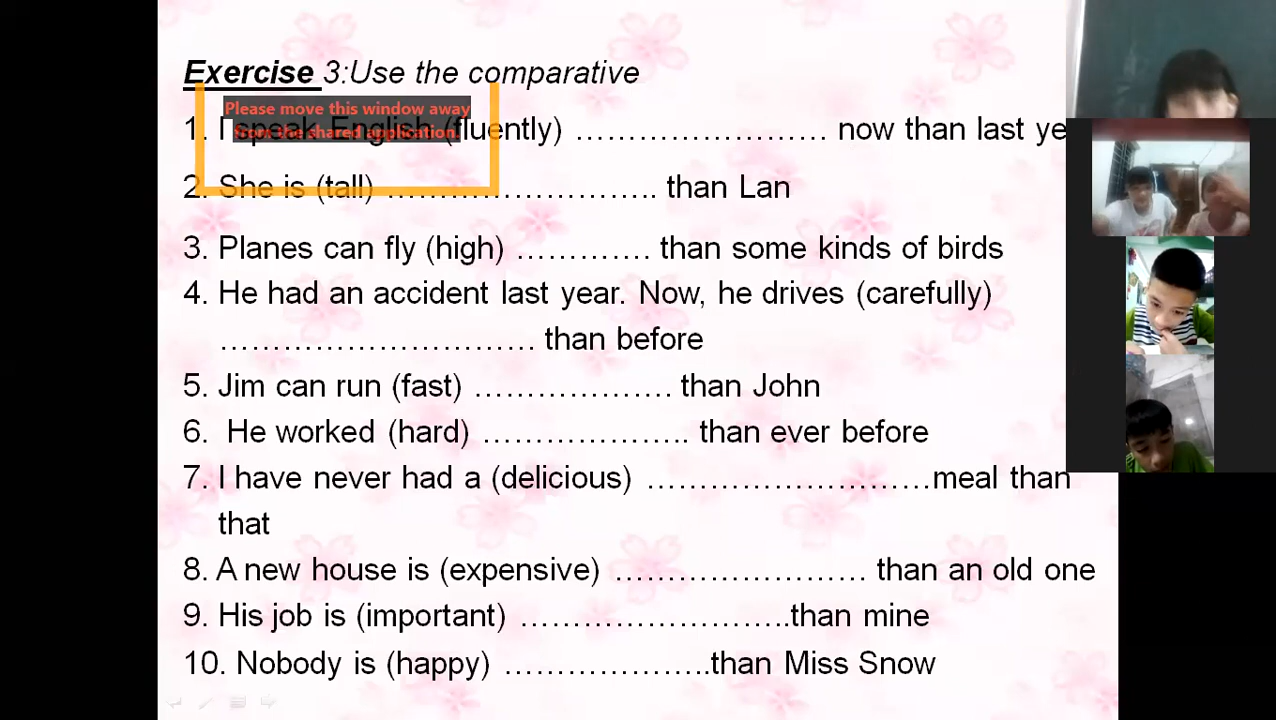 Exercise 3:Use the comparative
Please move this window away
from the shared application.
1. I speak English (fluently) …………………… now than last ye
2. She is (tall) ……………………….. than Lan
3. Planes can fly (high) …………. than some kinds of birds
4. He had an accident last year. Now, he drives (carefully)
………………………… than before
5. Jim can run (fast) ………………. than John
6. He worked (hard) ……………….. than ever before
7. I have never had a (delicious) ………………………meal than
that
8. A new house is (expensive) …………………… than an old one
9. His job is (important) ……………………..than mine
10. Nobody is (happy) ………………..than Miss Snow